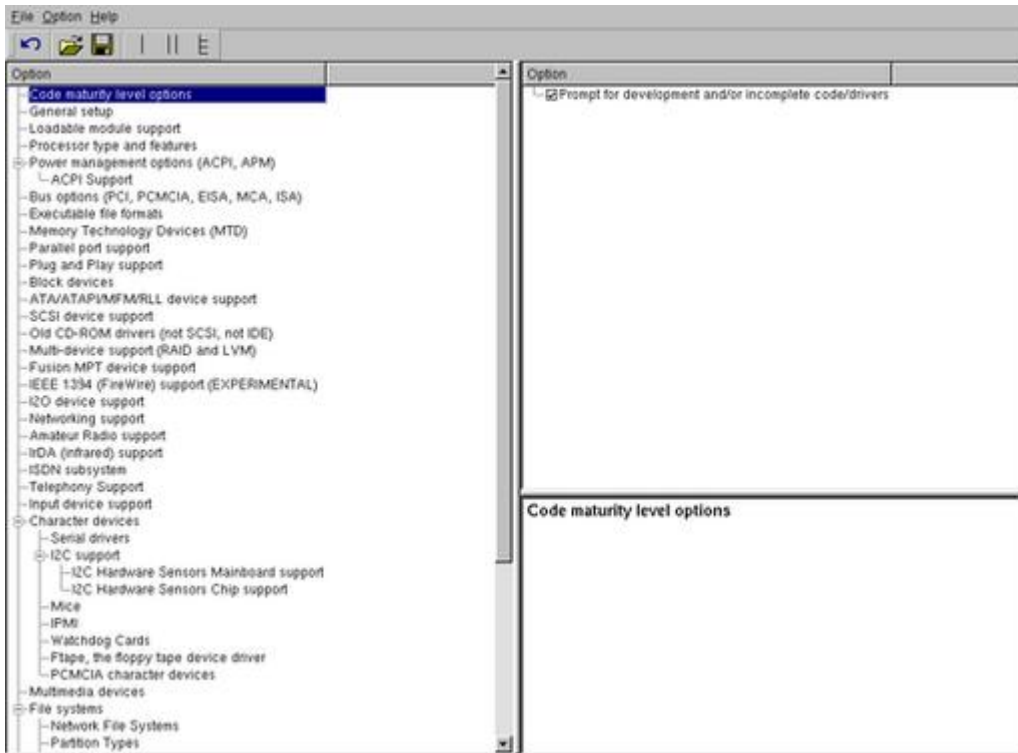 File Option Help
Option
Code maturity level options
General setup
Loadable module support
Processor type and features
Power management options (ACPI, APM)
ACPI Support
Bus options (PCI, PCMCIA, EISA, MCA, ISA)
Executable file formats
Memory Technology Devices (MTD)
Parallel port support
Plug and Play support
Block devices
ATA/ATAPI/MFM/RLL device support
SCSI device support
Old CD-ROM drivers (not SCSI, not IDE)
Multi-device support (RAID and LVM)
Fusion MPT device support
IEEE 1394 (FireWire) support (EXPERIMENTAL)
I2O device support
Networking support
Amateur Radio support
IrDA (infrared) support
ISDN subsystem
Telephony Support
Input device support
Character devices
Serial drivers
I2C support
I2C Hardware Sensors Mainboard support
I2C Hardware Sensors Chip support
Mice
IPMI
Watchdog Cards
Ftape, the floppy tape device driver
PCMCIA character devices
Multimedia devices
File systems
Network File Systems
Partition Types
Option
Prompt for development and/or incomplete code/drivers
Code maturity level options